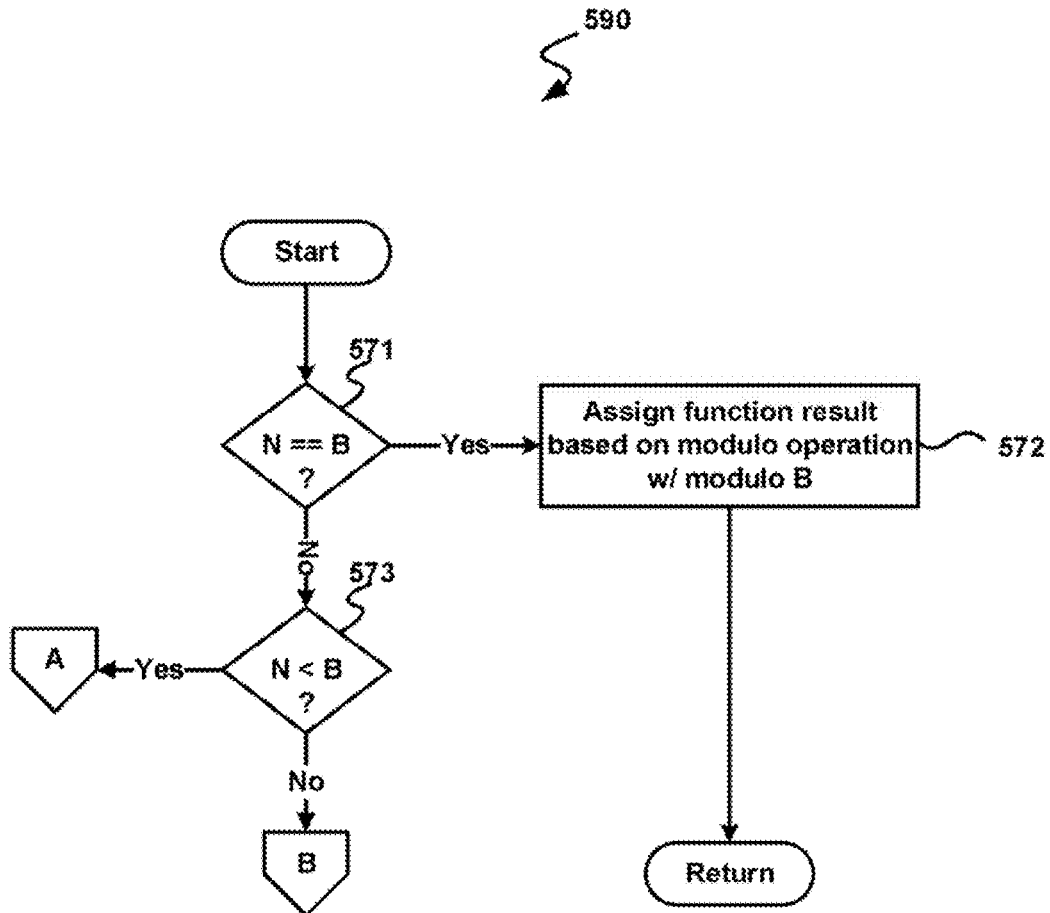 590
Start
571
N == B
?
Yes
Assign function result
based on modulo operation
w/ modulo B
572
No
573
A
Yes
N < B
?
No
B
Return